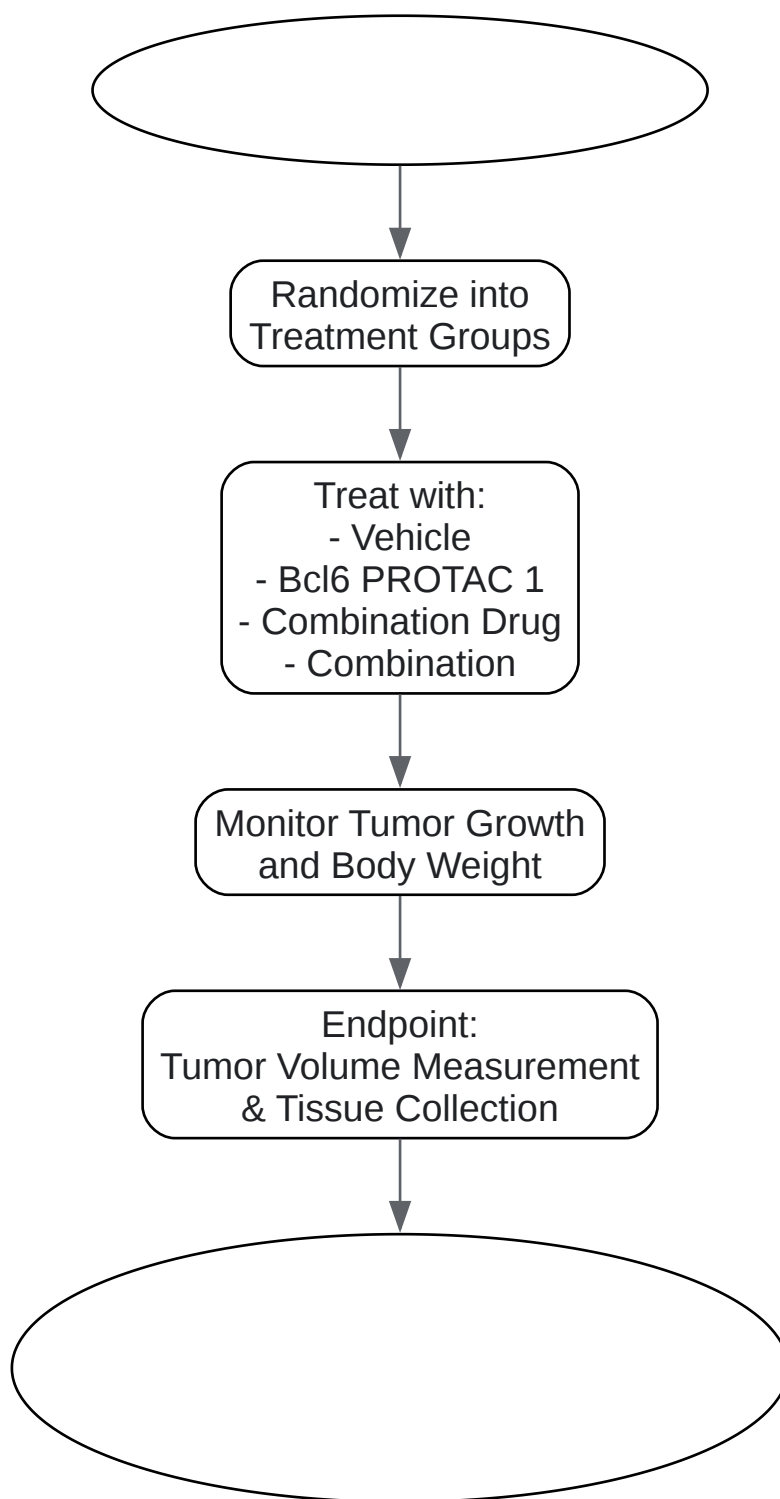 Randomize into
Treatment Groups
Treat with:
- Vehicle
- Bcl6 PROTAC 1
- Combination Drug
- Combination
Monitor Tumor Growth
and Body Weight
Endpoint:
Tumor Volume Measurement
& Tissue Collection